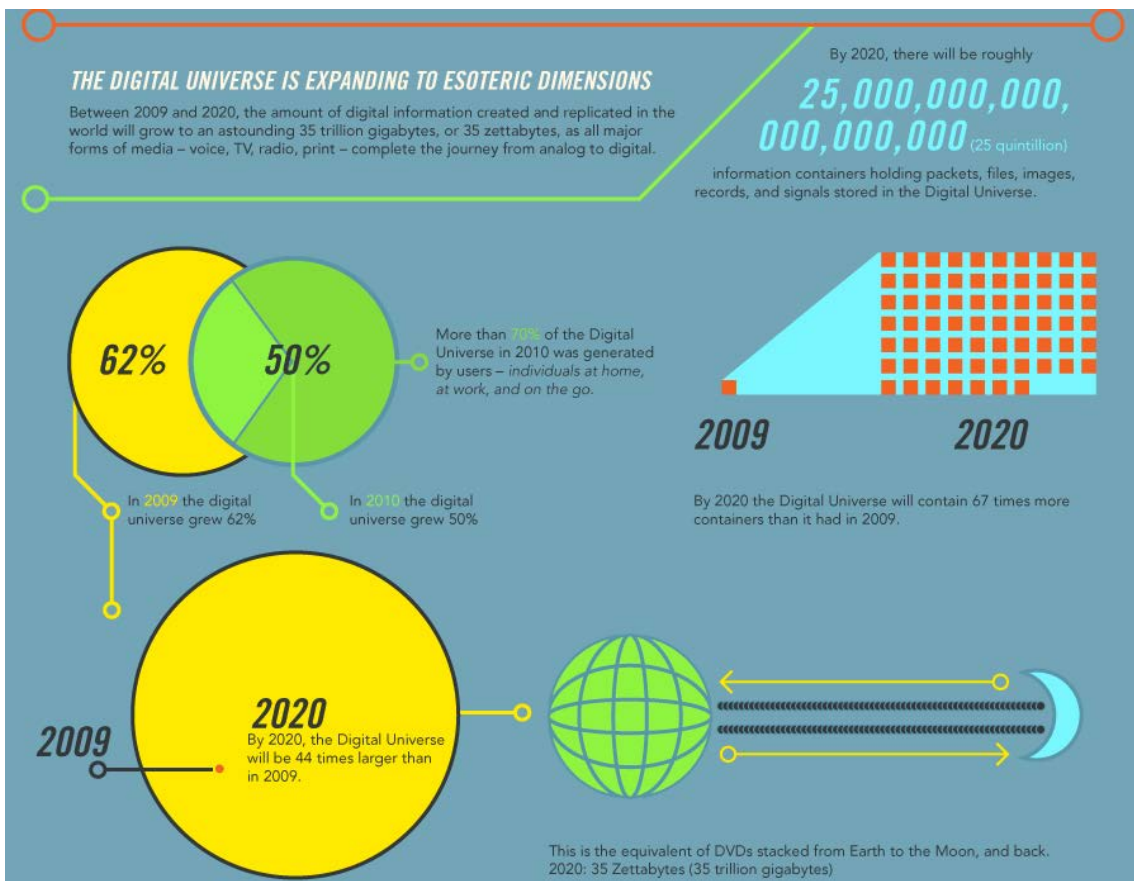 THE DIGITAL UNIVERSE IS EXPANDING TO ESOTERIC DIMENSIONS
Between 2009 and 2020, the amount of digital information created and replicated in the
world will grow to an astounding 35 trillion gigabytes, or 35 zettabytes, as all major
forms of media – voice, TV, radio, print – complete the journey from analog to digital.
By 2020, there will be roughly
25,000,000,000,
000,000,000 (25 quintillion)
information containers holding packets, files, images,
records, and signals stored in the Digital Universe.
62%
50%
More than 70% of the Digital
Universe in 2010 was generated
by users – individuals at home,
at work, and on the go.
In 2009 the digital
universe grew 62%
In 2010 the digital
universe grew 50%
2009
2020
By 2020 the Digital Universe will contain 67 times more
containers than it had in 2009.
2009
2020
By 2020, the Digital Universe
will be 44 times larger than
in 2009.
This is the equivalent of DVDs stacked from Earth to the Moon, and back.
2020: 35 Zettabytes (35 trillion gigabytes)